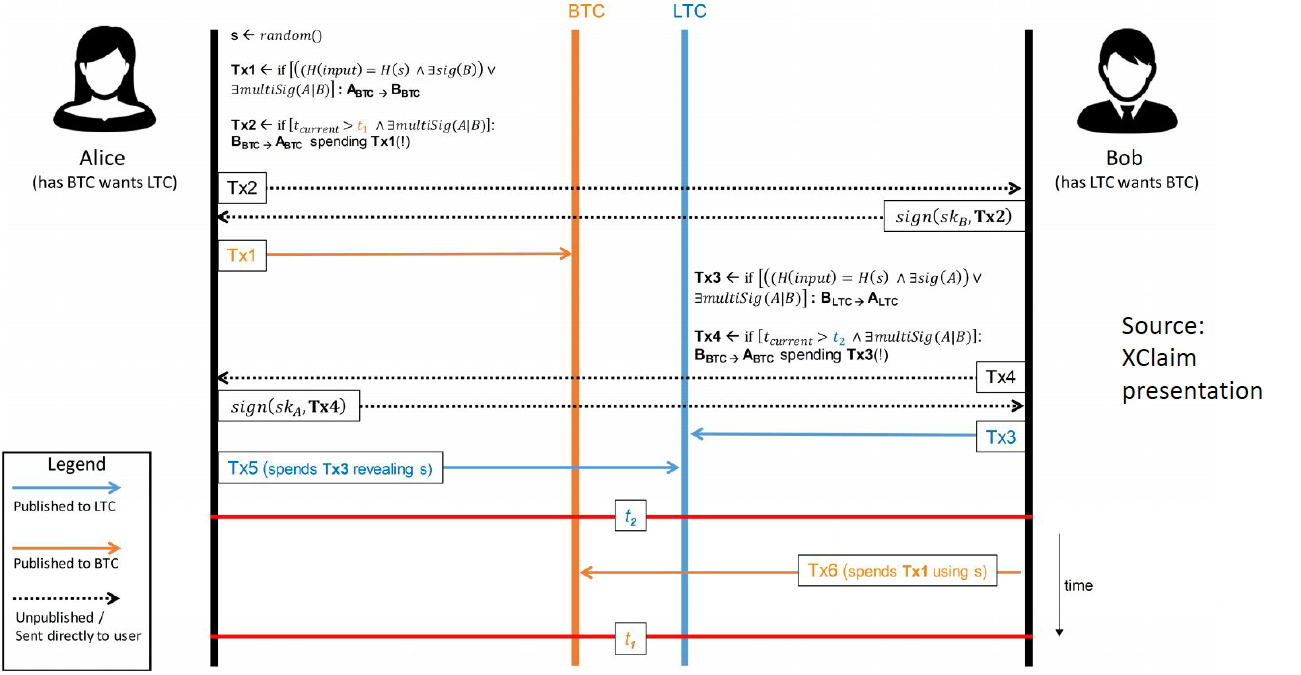 BTC
LTC
s ← random()
Tx1 ← if [((H(input) = H(s) ∧ ∃sig(B)) ∨
∃multiSig(A|B)] : A_BTC → B_BTC
Tx2 ← if [t_current > t_1 ∧ ∃multiSig(A|B)]:
B_BTC → A_BTC spending Tx1(!)
Alice
(has BTC wants LTC)
Bob
(has LTC wants BTC)
Tx2
sign(sk_B, Tx2)
Tx1
Tx3 ← if [((H(input) = H(s) ∧ ∃sig(A)) ∨
∃multiSig(A|B)] : B_LTC → A_LTC
Tx4 ← if [t_current > t_2 ∧ ∃multiSig(A|B)]:
B_BTC → A_BTC spending Tx3(!)
Source:
XClaim
presentation
Tx4
sign(sk_A, Tx4)
Tx3
Tx5 (spends Tx3 revealing s)
Legend
Published to LTC
Published to BTC
Unpublished /
Sent directly to user
t_2
Tx6 (spends Tx1 using s)
time
t_1